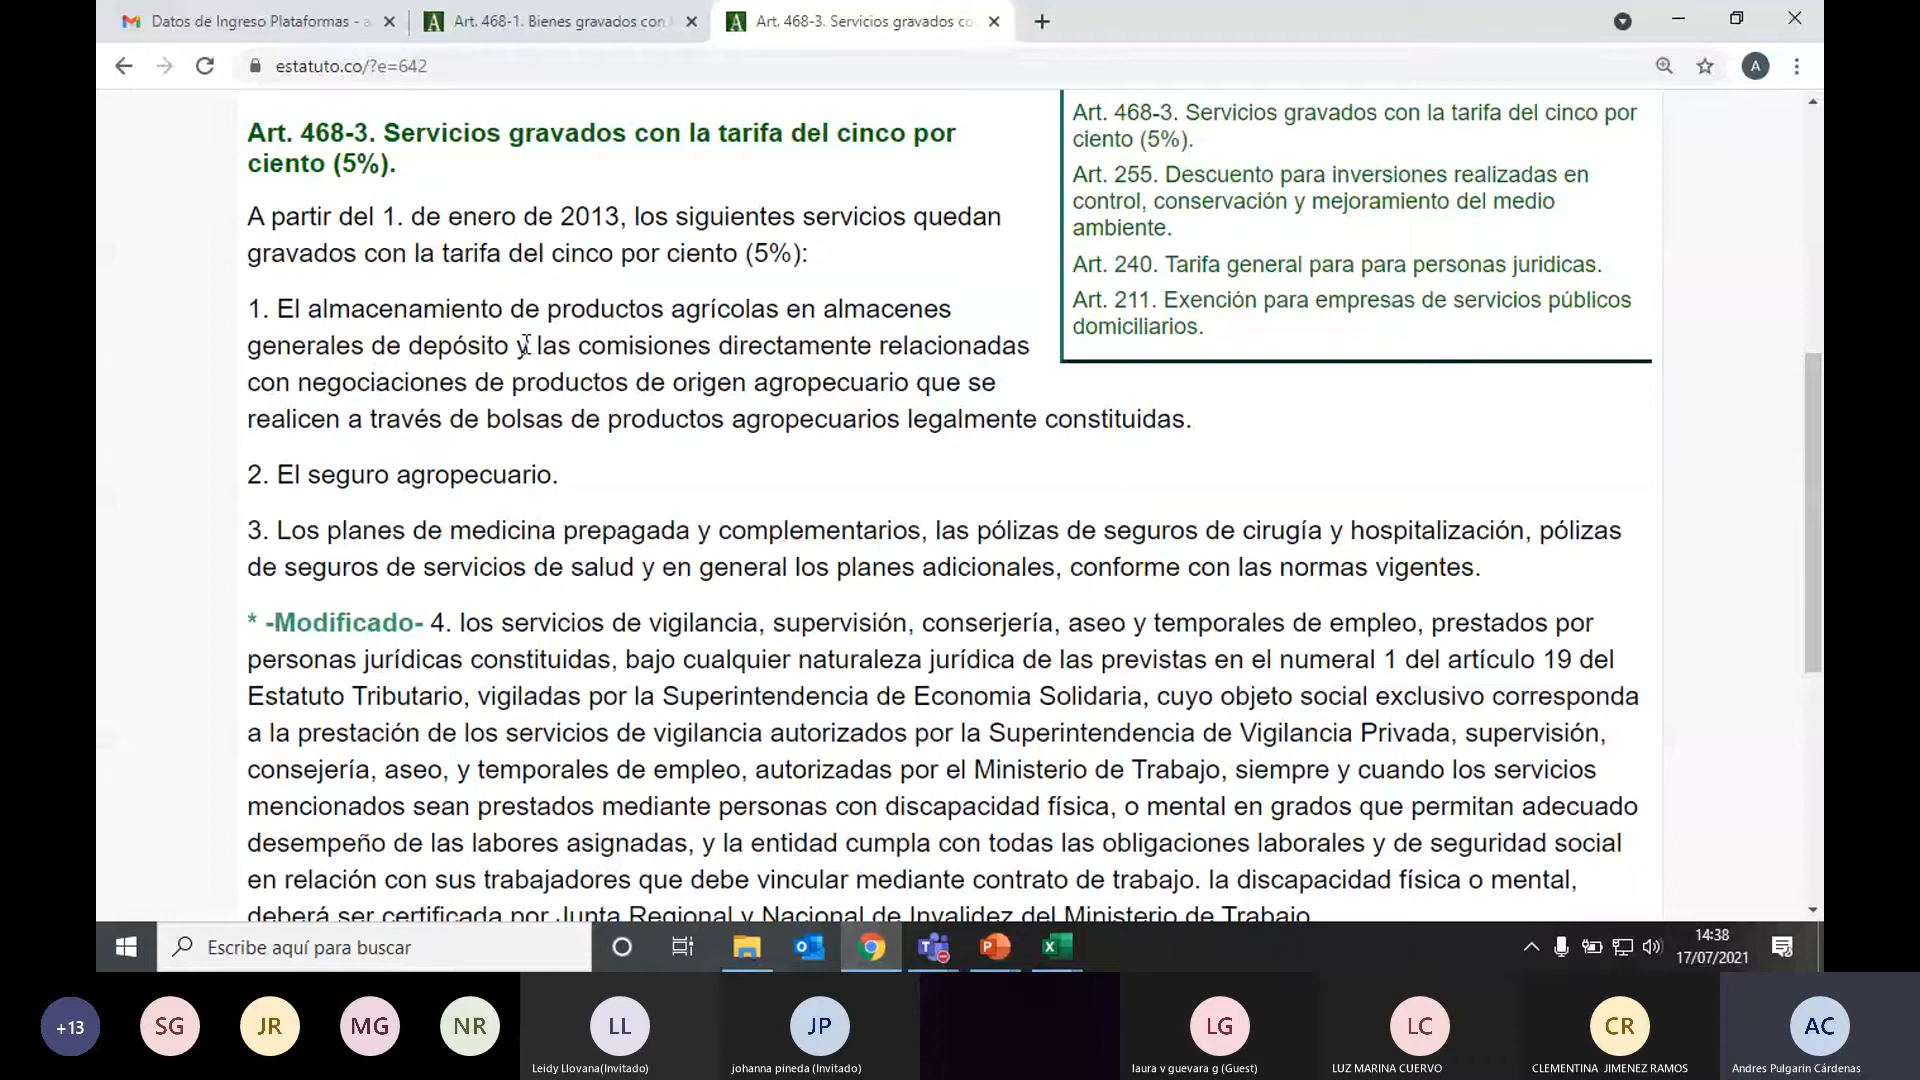 Datos de Ingreso Plataformas -
Art. 468-1. Bienes gravados con
Art. 468-3. Servicios gravados co
estatuto.co/?e=642
A
Art. 468-3. Servicios gravados con la tarifa del cinco por
ciento (5%).
A partir del 1. de enero de 2013, los siguientes servicios quedan
gravados con la tarifa del cinco por ciento (5%):
1. El almacenamiento de productos agrícolas en almacenes
generales de depósito y las comisiones directamente relacionadas
con negociaciones de productos de origen agropecuario que se
realicen a través de bolsas de productos agropecuarios legalmente constituidas.
2. El seguro agropecuario.
3. Los planes de medicina prepagada y complementarios, las pólizas de seguros de cirugía y hospitalización, pólizas
de seguros de servicios de salud y en general los planes adicionales, conforme con las normas vigentes.
* -Modificado- 4. los servicios de vigilancia, supervisión, conserjería, aseo y temporales de empleo, prestados por
personas jurídicas constituidas, bajo cualquier naturaleza jurídica de las previstas en el numeral 1 del artículo 19 del
Estatuto Tributario, vigiladas por la Superintendencia de Economia Solidaria, cuyo objeto social exclusivo corresponda
a la prestación de los servicios de vigilancia autorizados por la Superintendencia de Vigilancia Privada, supervisión,
consejería, aseo, y temporales de empleo, autorizadas por el Ministerio de Trabajo, siempre y cuando los servicios
mencionados sean prestados mediante personas con discapacidad física, o mental en grados que permitan adecuado
desempeño de las labores asignadas, y la entidad cumpla con todas las obligaciones laborales y de seguridad social
en relación con sus trabajadores que debe vincular mediante contrato de trabajo. la discapacidad física o mental,
deberá ser certificada por Junta Regional y Nacional de Invalidez del Ministerio de Trabajo.
Art. 468-3. Servicios gravados con la tarifa del cinco por
ciento (5%).
Art. 255. Descuento para inversiones realizadas en
control, conservación y mejoramiento del medio
ambiente.
Art. 240. Tarifa general para para personas juridicas.
Art. 211. Exención para empresas de servicios públicos
domiciliarios.
Escribe aquí para buscar
14:38
17/07/2021
+13
SG
JR
MG
NR
LL
Leidy Llovana(Invitado)
JP
johanna pineda (Invitado)
LG
laura v guevara g (Guest)
LC
LUZ MARINA CUERVO
CR
CLEMENTINA JIMENEZ RAMOS
AC
Andres Pulgarin Cárdenas